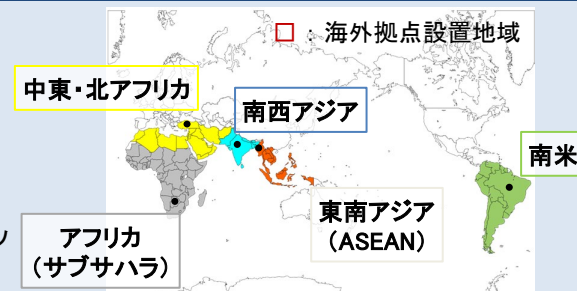 □ : 海外拠点設置地域
中東・北アフリカ
南西アジア
南米
東南アジア
(ASEAN)
アフリカ
(サブサハラ)